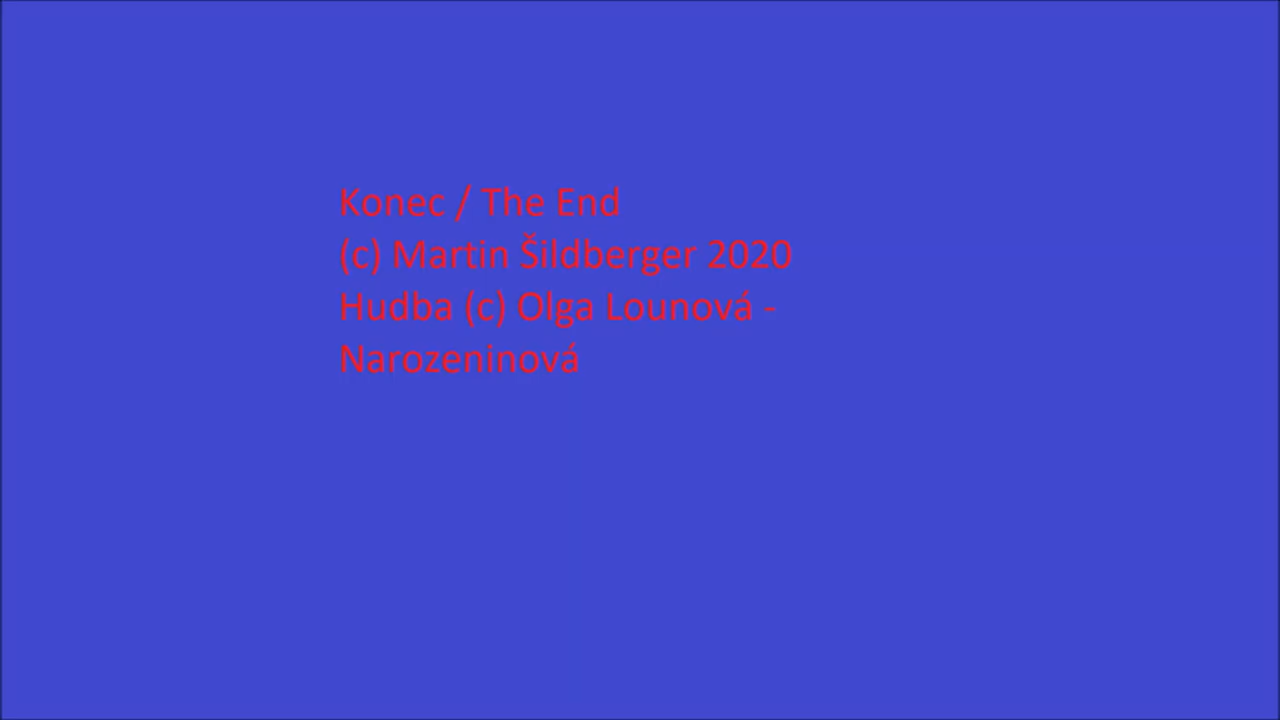 Konec / The End
(c) Martin Šildberger 2020
Hudba (c) Olga Lounová -
Narozeninová